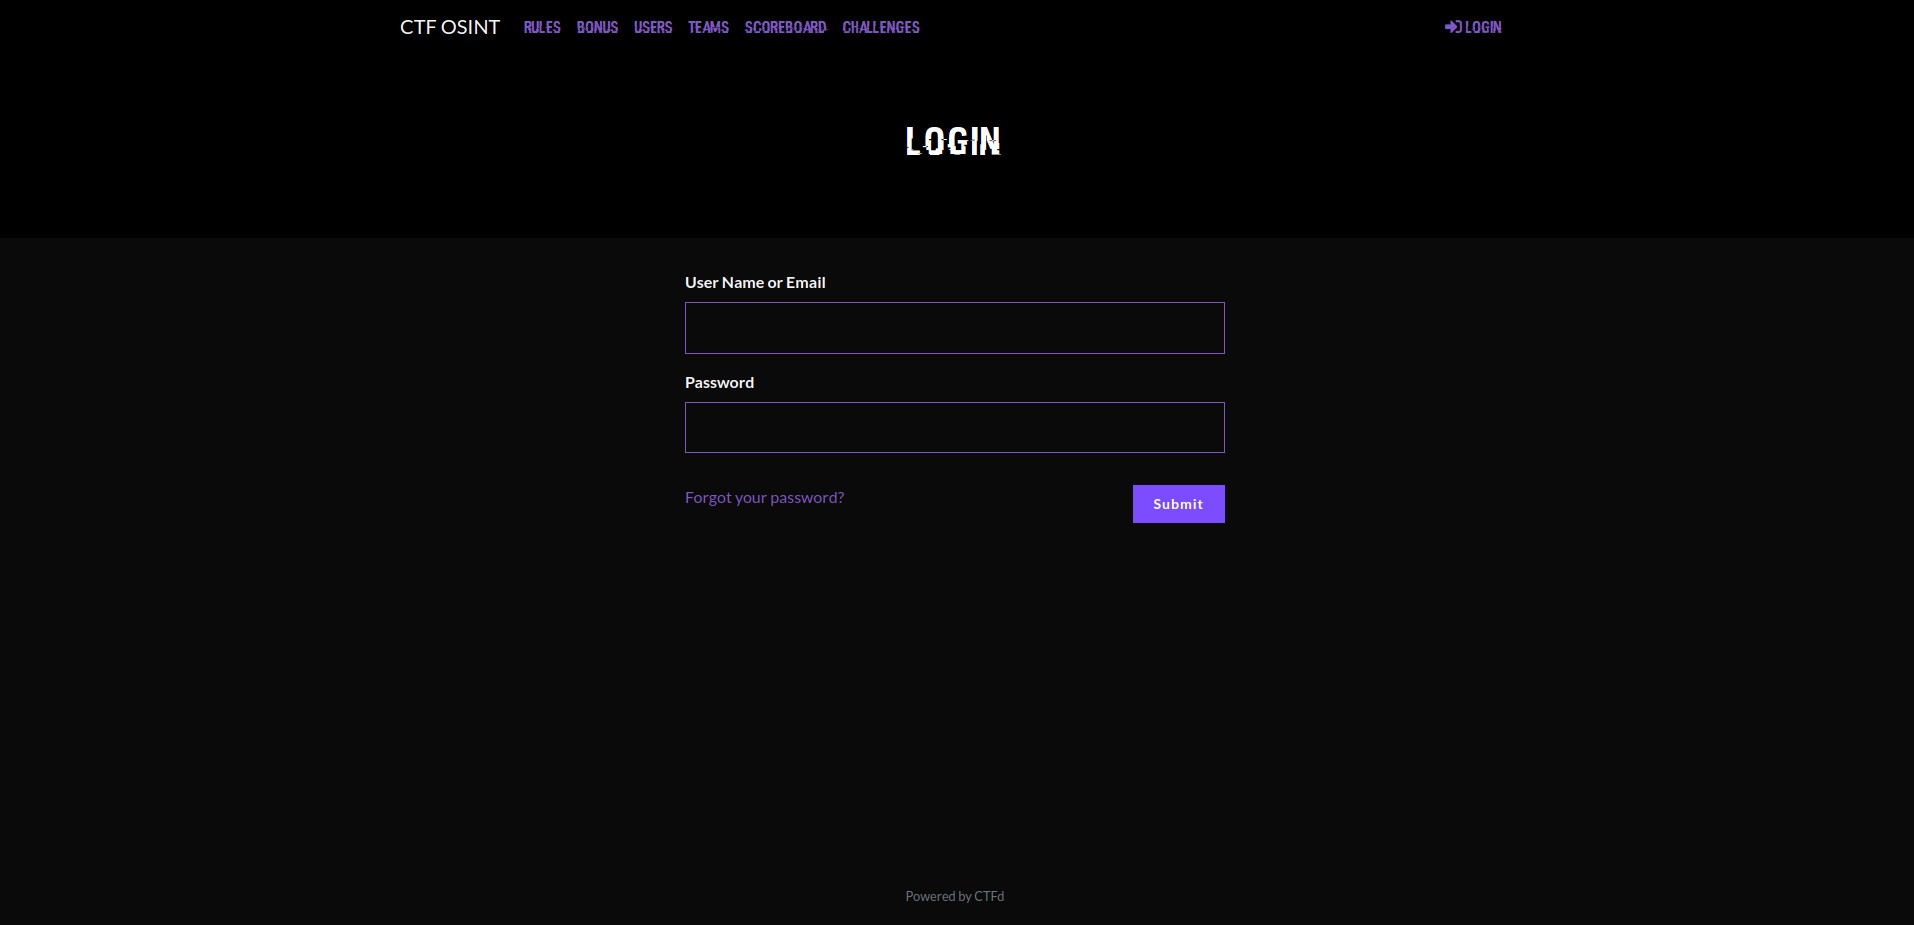 CTF OSINT RULES BONUS USERS TEAMS SCOREBOARD CHALLENGES LOGIN
LOGIN
User Name or Email
Password
Forgot your password? Submit
Powered by CTFd